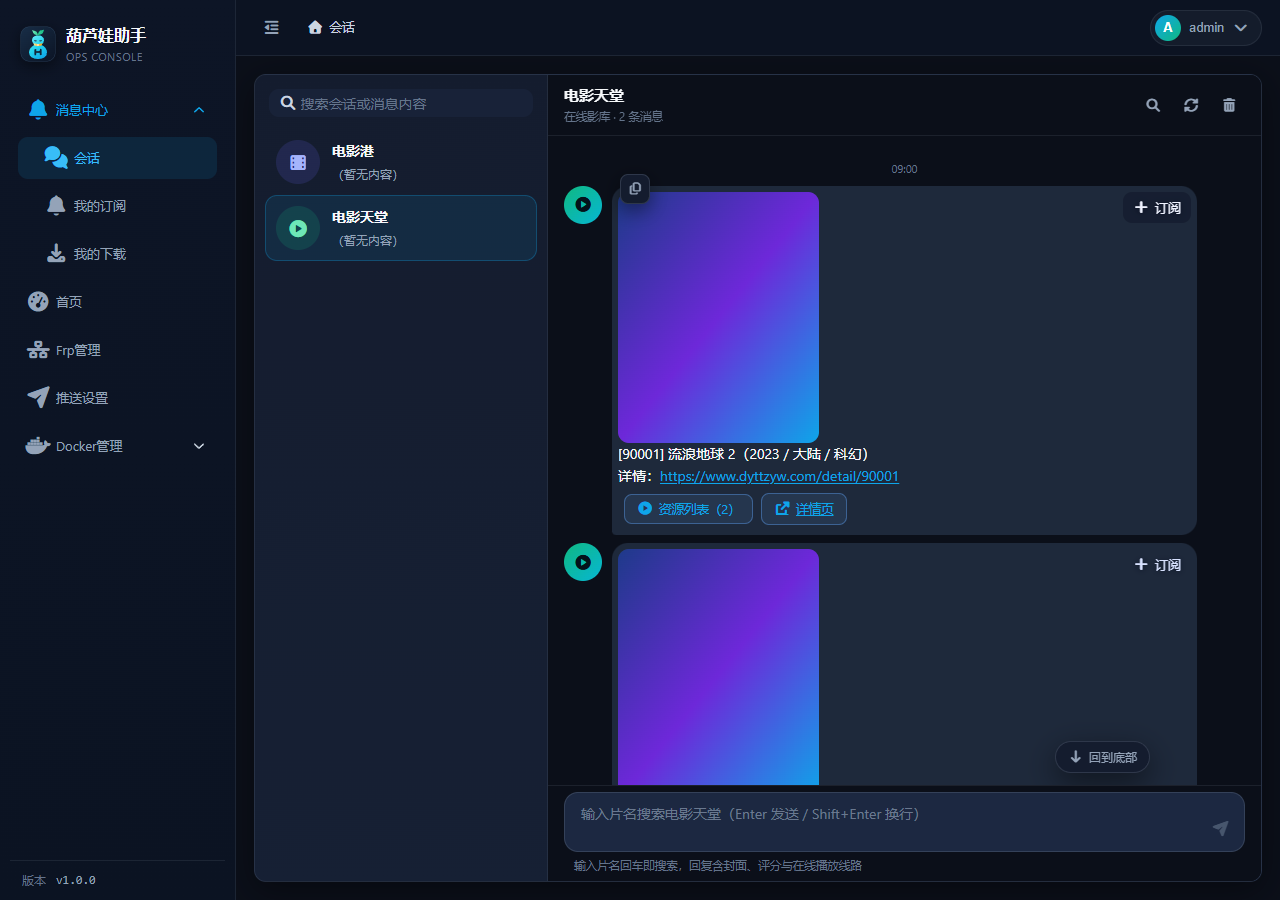 葫芦娃助手
OPS CONSOLE
消息中心
会话
我的订阅
我的下载
首页
Frp管理
推送设置
Docker管理
版本 v1.0.0
会话
A admin
搜索会话或消息内容
电影港
(暂无内容)
电影天堂
(暂无内容)
电影天堂
在线影库 · 2 条消息
09:00
订阅
[90001] 流浪地球 2（2023 / 大陆 / 科幻）
详情：https://www.dyttzyw.com/detail/90001
资源列表（2）
详情页
订阅
回到底部
输入片名搜索电影天堂（Enter 发送 / Shift+Enter 换行）
输入片名回车即搜索，回复含封面、评分与在线播放线路